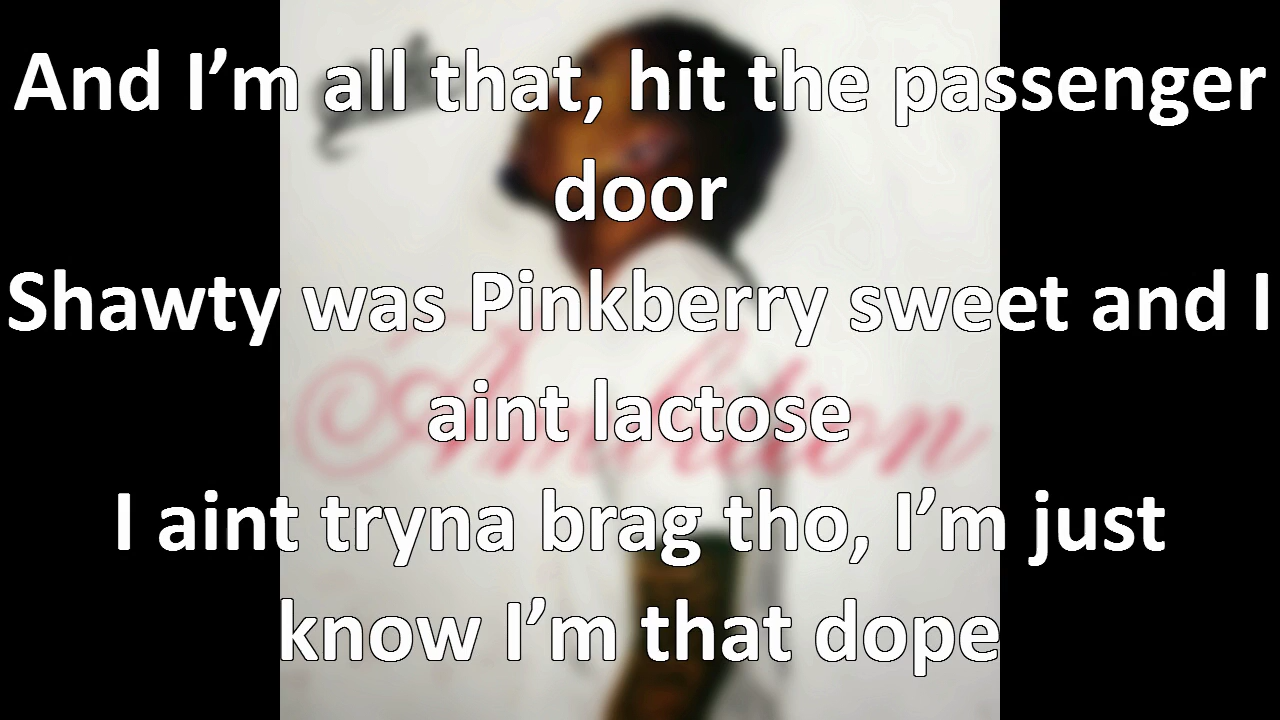 And I’m all that, hit the passenger
door
Shawty was Pinkberry sweet and I
aint lactose
I aint tryna brag tho, I’m just
know I’m that dope
Ambition